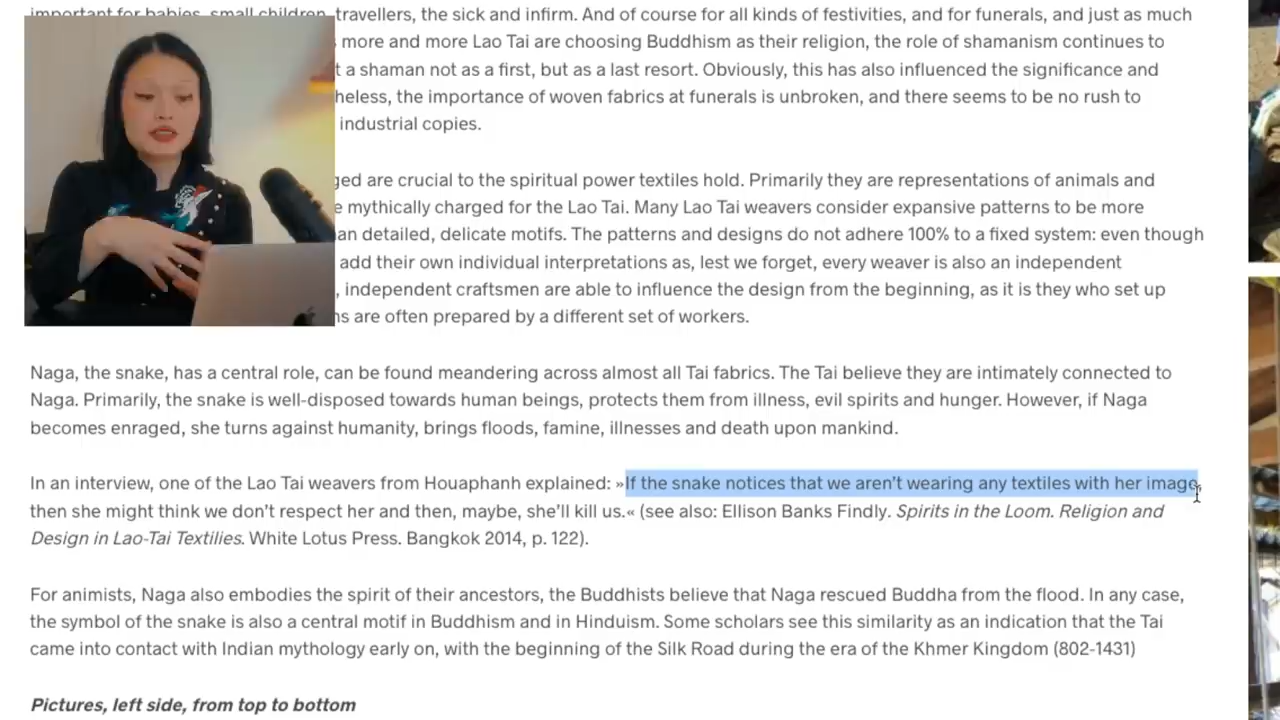 important for babies, small children, travellers, the sick and infirm. And of course for all kinds of festivities, and for funerals, and just as much
more and more Lao Tai are choosing Buddhism as their religion, the role of shamanism continues to
t a shaman not as a first, but as a last resort. Obviously, this has also influenced the significance and
heless, the importance of woven fabrics at funerals is unbroken, and there seems to be no rush to
industrial copies.
ged are crucial to the spiritual power textiles hold. Primarily they are representations of animals and
e mythically charged for the Lao Tai. Many Lao Tai weavers consider expansive patterns to be more
an detailed, delicate motifs. The patterns and designs do not adhere 100% to a fixed system: even though
add their own individual interpretations as, lest we forget, every weaver is also an independent
, independent craftsmen are able to influence the design from the beginning, as it is they who set up
ns are often prepared by a different set of workers.
Naga, the snake, has a central role, can be found meandering across almost all Tai fabrics. The Tai believe they are intimately connected to
Naga. Primarily, the snake is well-disposed towards human beings, protects them from illness, evil spirits and hunger. However, if Naga
becomes enraged, she turns against humanity, brings floods, famine, illnesses and death upon mankind.
In an interview, one of the Lao Tai weavers from Houaphanh explained: »If the snake notices that we aren't wearing any textiles with her image,
then she might think we don't respect her and then, maybe, she'll kill us.« (see also: Ellison Banks Findly. Spirits in the Loom. Religion and
Design in Lao-Tai Textilies. White Lotus Press. Bangkok 2014, p. 122).
For animists, Naga also embodies the spirit of their ancestors, the Buddhists believe that Naga rescued Buddha from the flood. In any case,
the symbol of the snake is also a central motif in Buddhism and in Hinduism. Some scholars see this similarity as an indication that the Tai
came into contact with Indian mythology early on, with the beginning of the Silk Road during the era of the Khmer Kingdom (802-1431)
Pictures, left side, from top to bottom